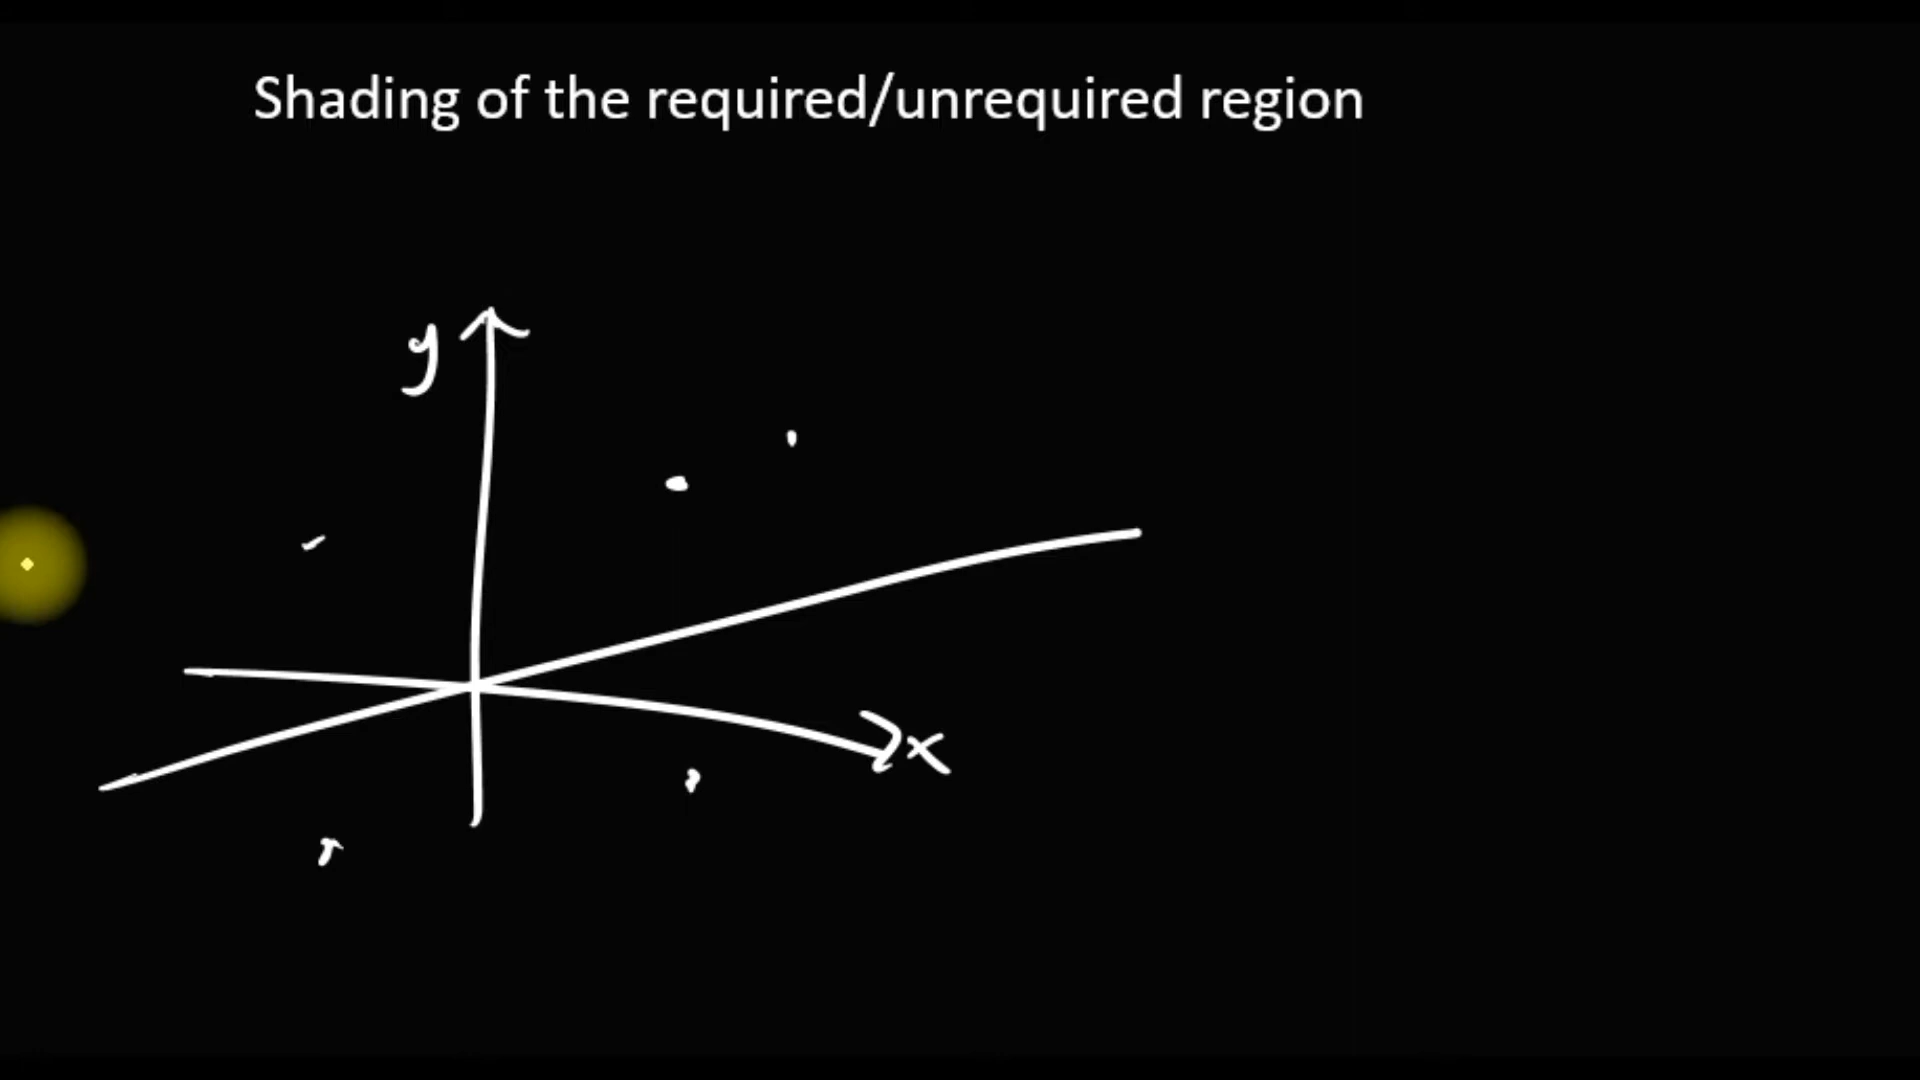 Shading of the required/unrequired region
y
x